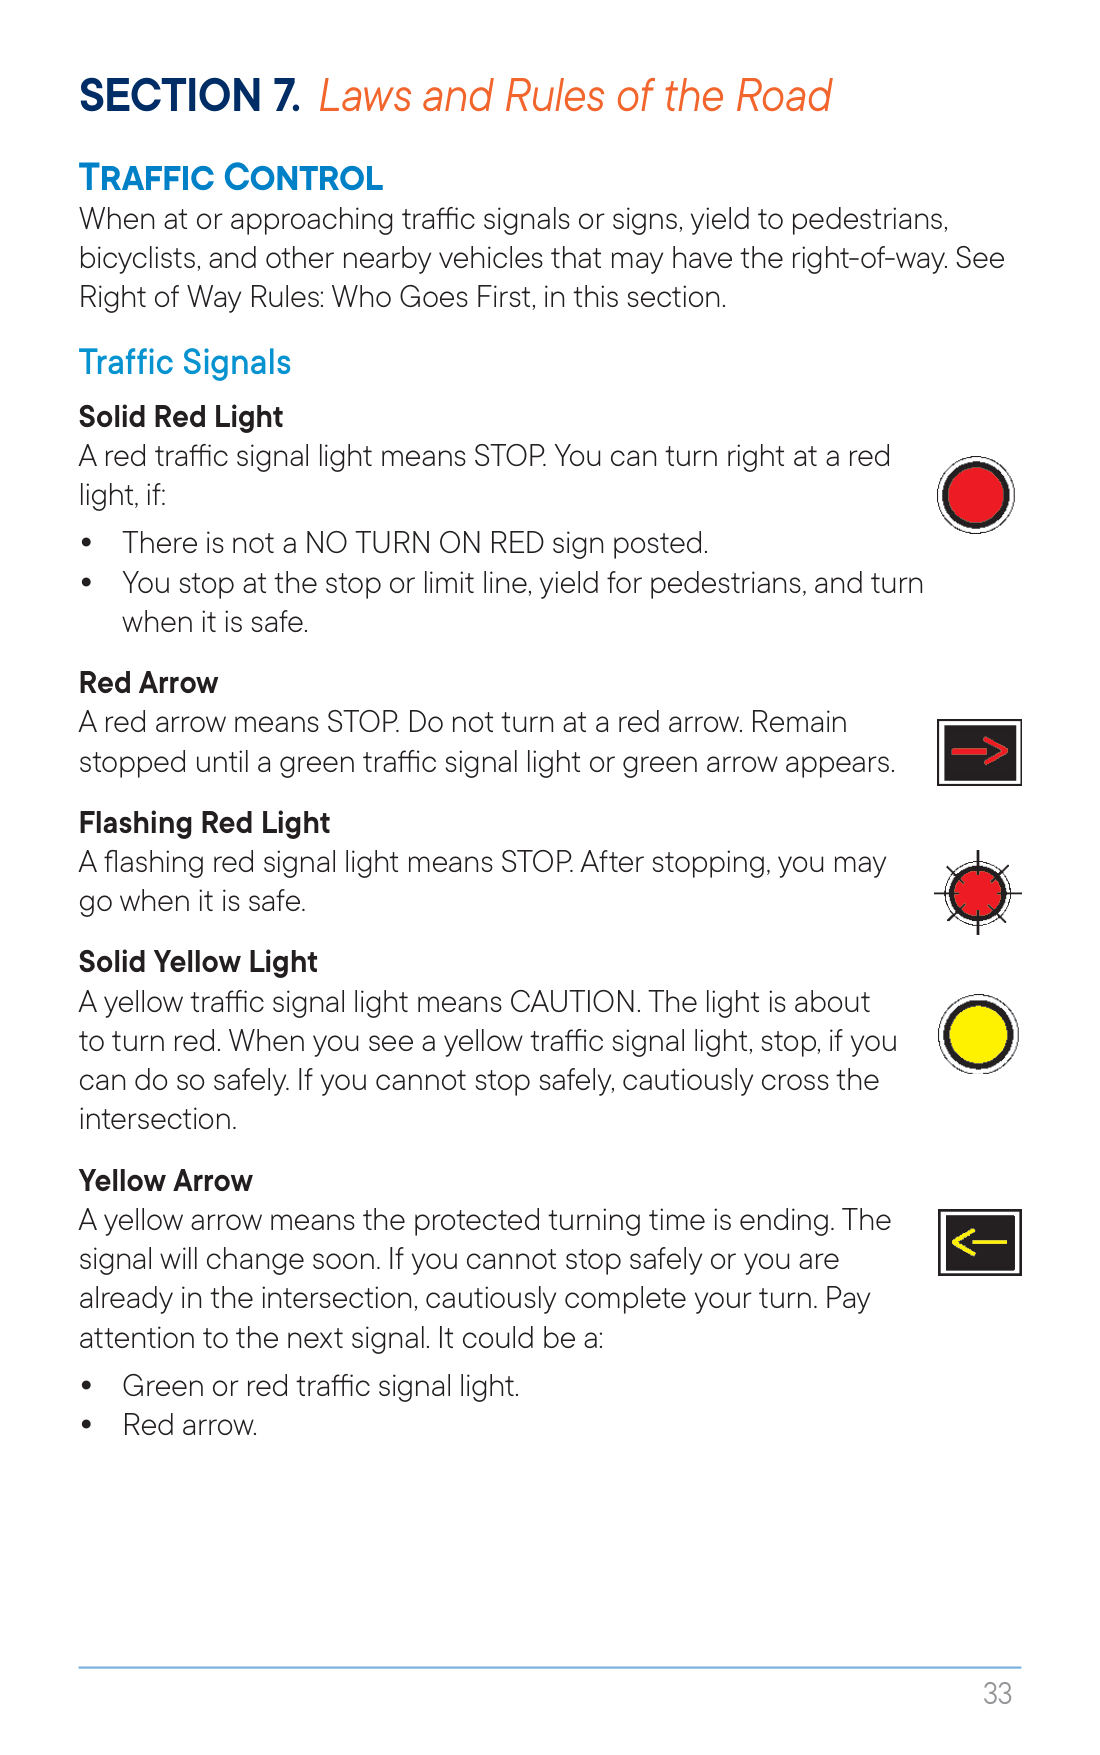 SECTION 7. Laws and Rules of the Road
TRAFFIC CONTROL
When at or approaching traffic signals or signs, yield to pedestrians,
bicyclists, and other nearby vehicles that may have the right-of-way. See
Right of Way Rules: Who Goes First, in this section.
Traffic Signals
Solid Red Light
A red traffic signal light means STOP. You can turn right at a red
light, if:
• There is not a NO TURN ON RED sign posted.
• You stop at the stop or limit line, yield for pedestrians, and turn
when it is safe.
Red Arrow
A red arrow means STOP. Do not turn at a red arrow. Remain
stopped until a green traffic signal light or green arrow appears.
Flashing Red Light
A flashing red signal light means STOP. After stopping, you may
go when it is safe.
Solid Yellow Light
A yellow traffic signal light means CAUTION. The light is about
to turn red. When you see a yellow traffic signal light, stop, if you
can do so safely. If you cannot stop safely, cautiously cross the
intersection.
Yellow Arrow
A yellow arrow means the protected turning time is ending. The
signal will change soon. If you cannot stop safely or you are
already in the intersection, cautiously complete your turn. Pay
attention to the next signal. It could be a:
• Green or red traffic signal light.
• Red arrow.
33